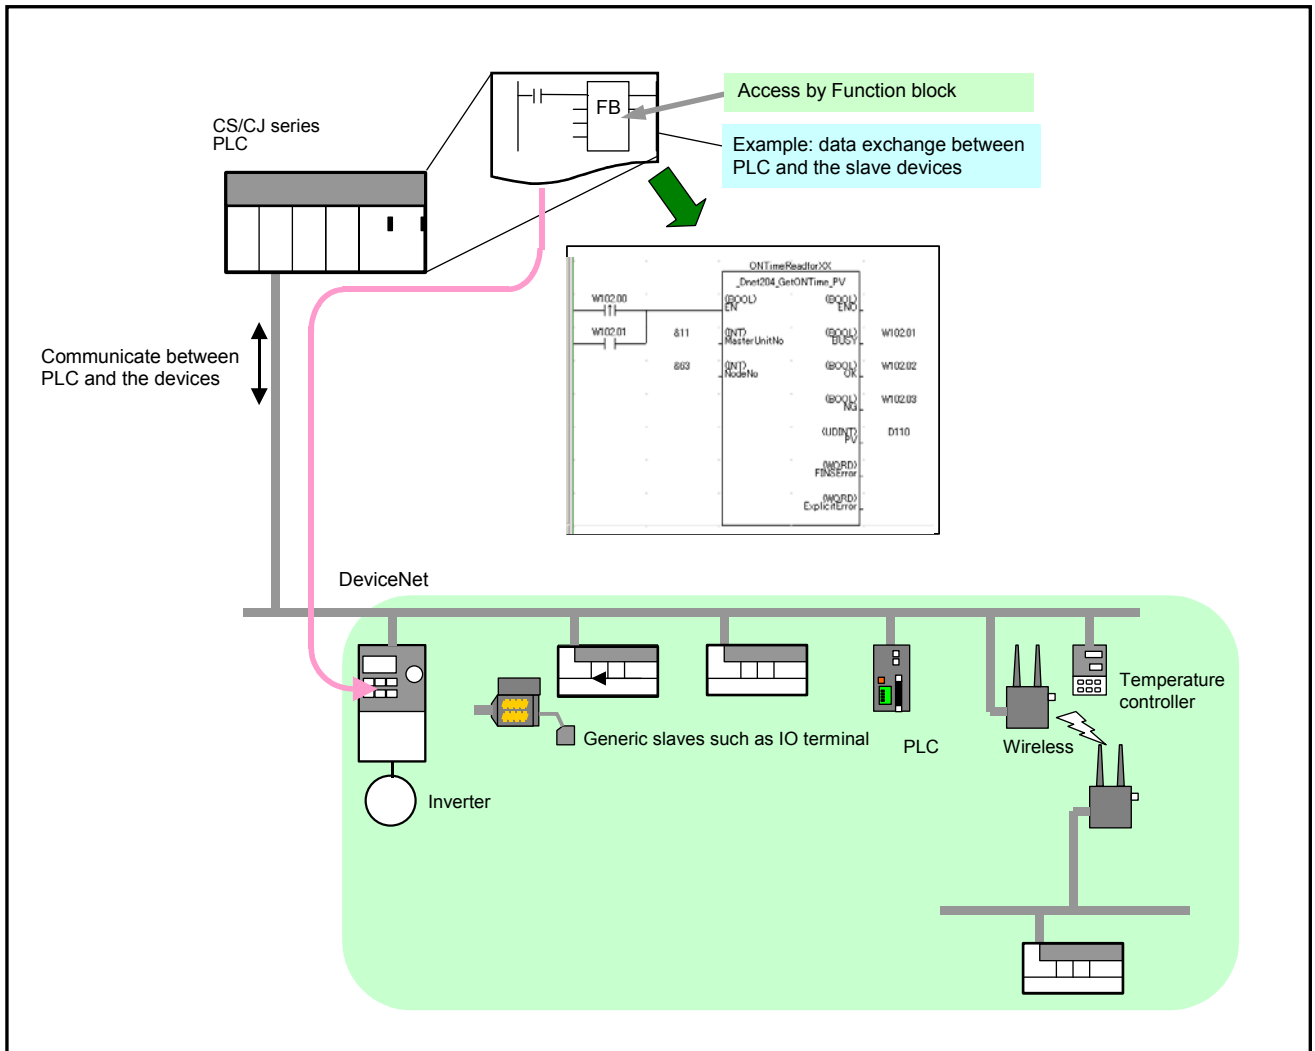 FB
Access by Function block
CS/CJ series
PLC
Example: data exchange between
PLC and the slave devices
ONTimeReadforXX
_Dnet204_GetONTime_PV
W102.00
(BOOL)
EN
(BOOL)
ENO
W102.01
&11
(INT)
MasterUnitNo
(BOOL)
BUSY
W102.01
&63
(INT)
NodeNo
(BOOL)
OK
W102.02
(BOOL)
NG
W102.03
(UDINT)
PV
D110
(WORD)
FINSError
(WORD)
ExplicitError
Communicate between
PLC and the devices
DeviceNet
Temperature
controller
Generic slaves such as IO terminal
PLC
Wireless
Inverter